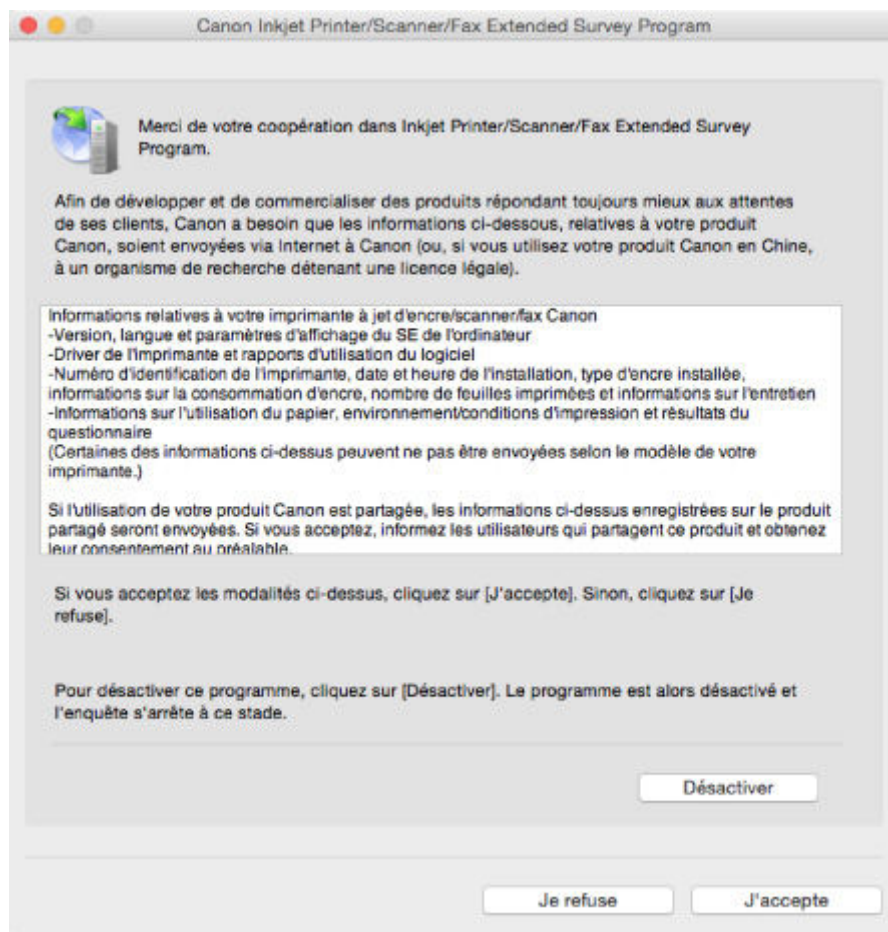 Canon Inkjet Printer/Scanner/Fax Extended Survey Program
Merci de votre coopération dans Inkjet Printer/Scanner/Fax Extended Survey
Program.
Afin de développer et de commercialiser des produits répondant toujours mieux aux attentes
de ses clients, Canon a besoin que les informations ci-dessous, relatives à votre produit
Canon, soient envoyées via Internet à Canon (ou, si vous utilisez votre produit Canon en Chine,
à un organisme de recherche détenant une licence légale).
Informations relatives à votre imprimante à jet d'encre/scanner/fax Canon
-Version, langue et paramètres d'affichage du SE de l'ordinateur
-Driver de l'imprimante et rapports d'utilisation du logiciel
-Numéro d'identification de l'imprimante, date et heure de l'installation, type d'encre installée,
informations sur la consommation d'encre, nombre de feuilles imprimées et informations sur l'entretien
-Informations sur l'utilisation du papier, environnement/conditions d'impression et résultats du
questionnaire
(Certaines des informations ci-dessus peuvent ne pas être envoyées selon le modèle de votre
imprimante.)
Si l'utilisation de votre produit Canon est partagée, les informations ci-dessus enregistrées sur le produit
partagé seront envoyées. Si vous acceptez, informez les utilisateurs qui partagent ce produit et obtenez
leur consentement au préalable.
Si vous acceptez les modalités ci-dessus, cliquez sur [J'accepte]. Sinon, cliquez sur [Je
refuse].
Pour désactiver ce programme, cliquez sur [Désactiver]. Le programme est alors désactivé et
l'enquête s'arrête à ce stade.
Désactiver
Je refuse
J'accepte